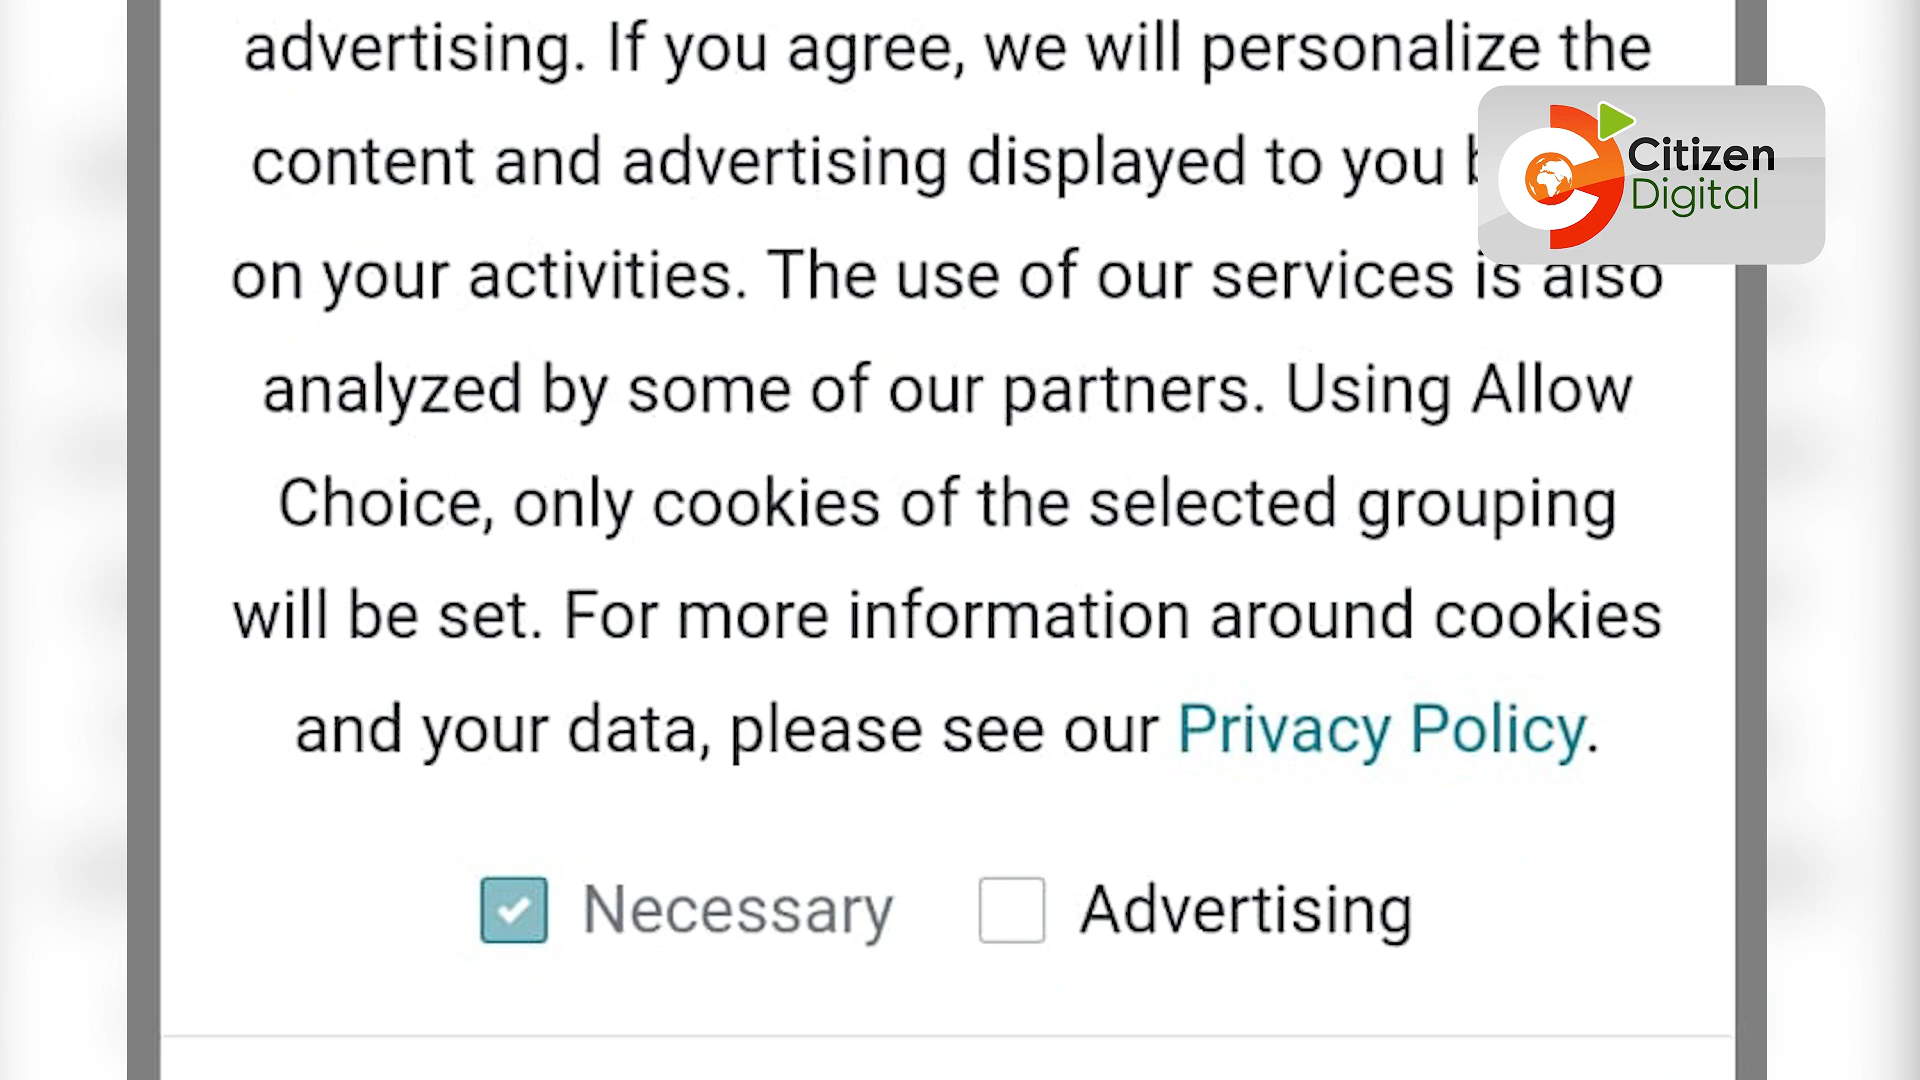 advertising. If you agree, we will personalize the
content and advertising displayed to you
on your activities. The use of our services is also
analyzed by some of our partners. Using Allow
Choice, only cookies of the selected grouping
will be set. For more information around cookies
and your data, please see our Privacy Policy.
Necessary Advertising
Citizen
Digital